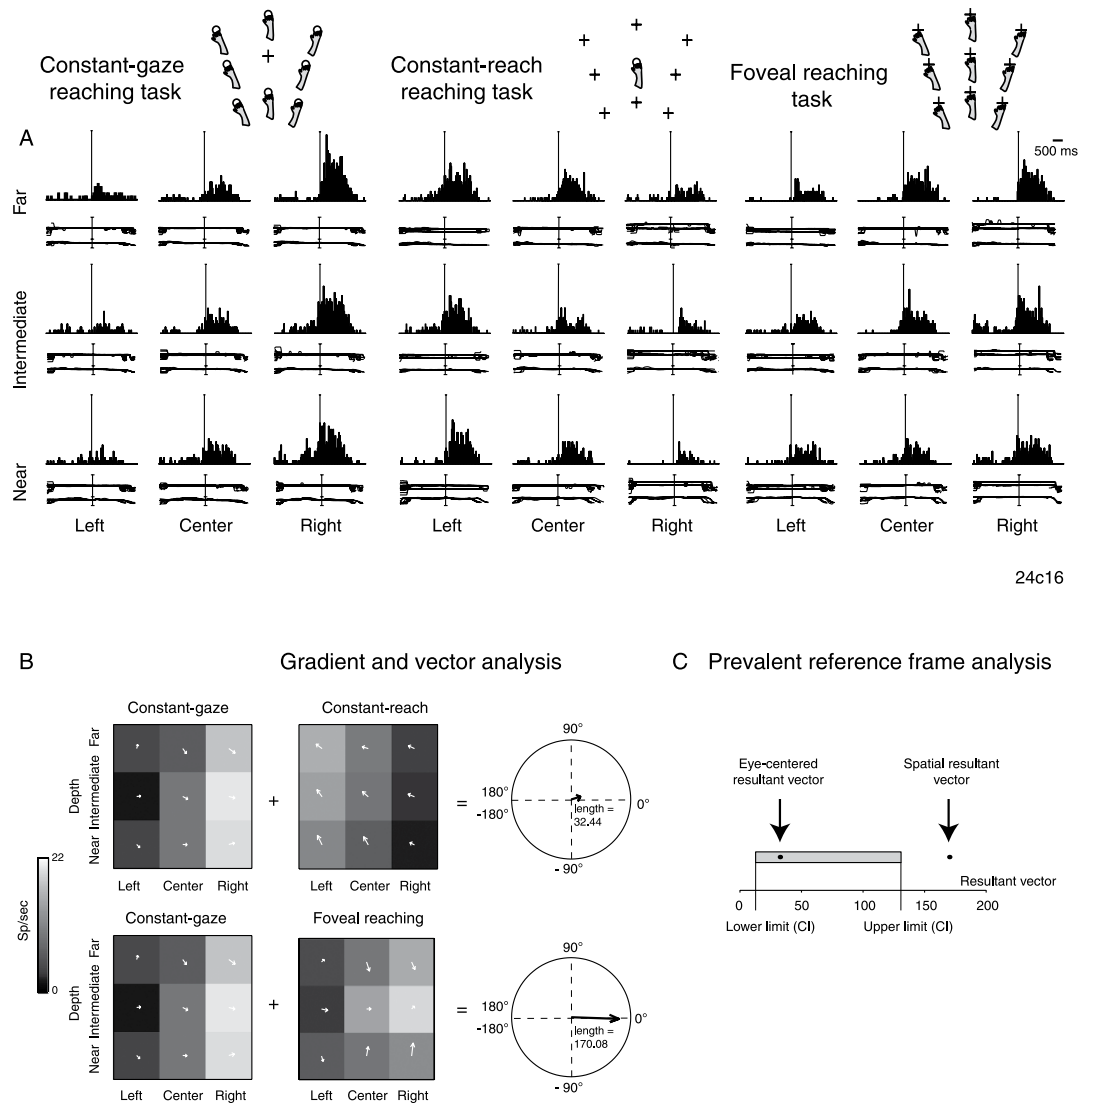 Constant-gaze
reaching task
Constant-reach
reaching task
Foveal reaching
task
A
500 ms
Far
Intermediate
Near
Left Center Right Left Center Right Left Center Right
24c16
B Gradient and vector analysis
Constant-gaze Constant-reach
Depth
Near Intermediate Far
+
=
90°
180°
-180°
0°
length =
32.44
- 90°
Left Center Right Left Center Right
22
Sp/sec
0
Constant-gaze Foveal reaching
Depth
Near Intermediate Far
+
=
90°
180°
-180°
0°
length =
170.08
- 90°
Left Center Right Left Center Right
C Prevalent reference frame analysis
Eye-centered
resultant vector
Spatial resultant
vector
Resultant vector
0 50 100 150 200
Lower limit (CI) Upper limit (CI)